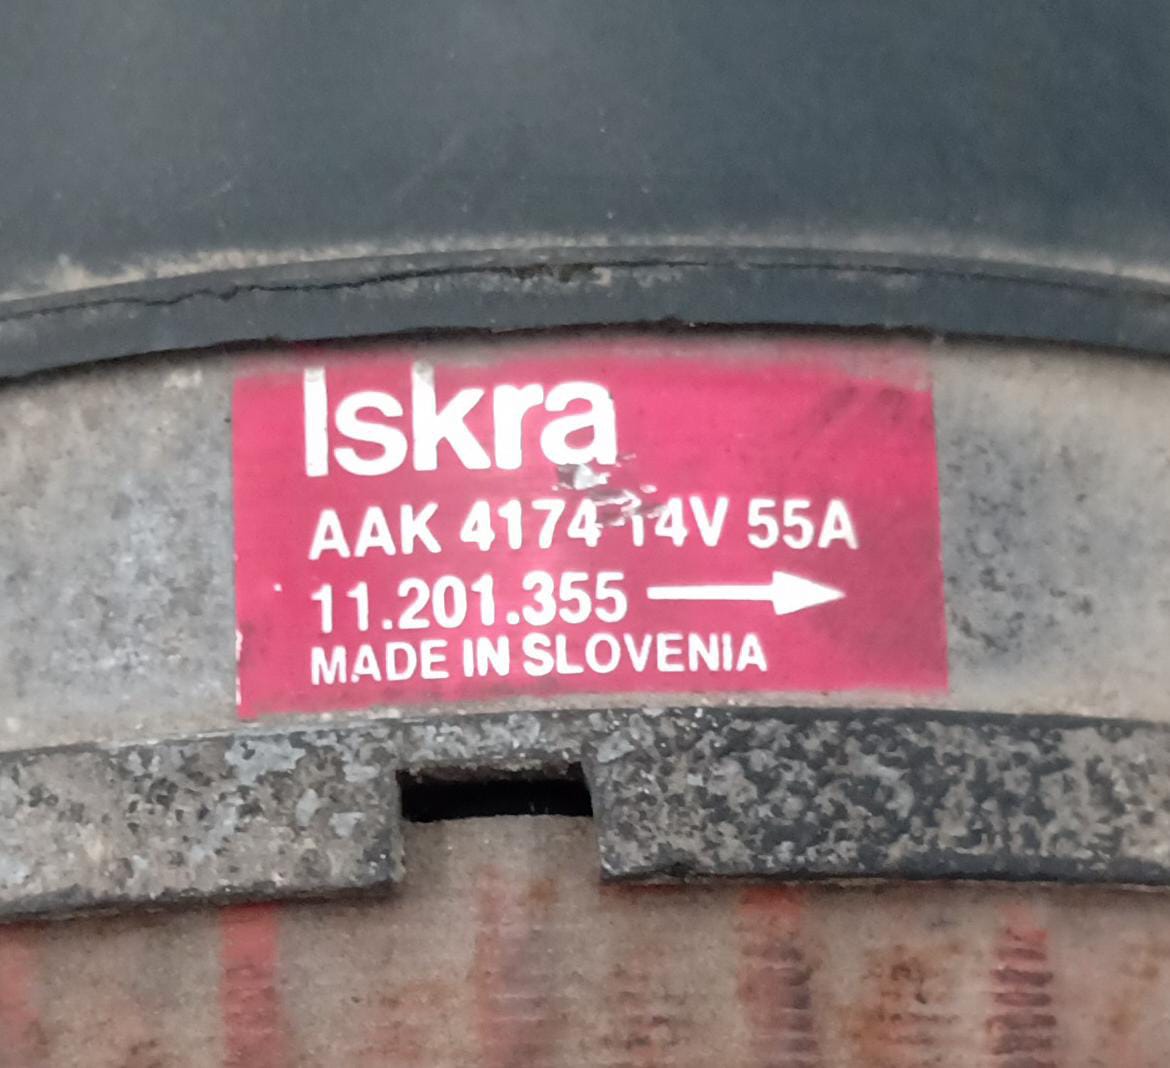 Iskra
AAK 4174 14V 55A
11.201.355
MADE IN SLOVENIA